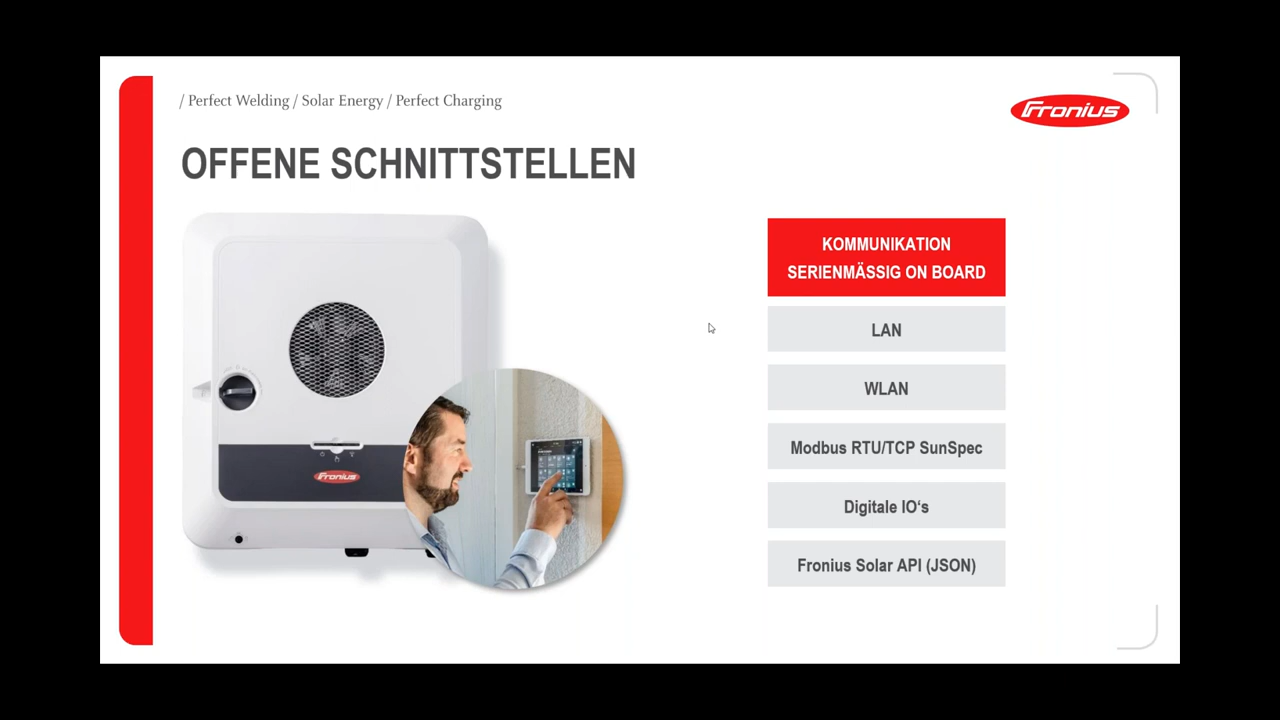 / Perfect Welding / Solar Energy / Perfect Charging
Fronius
OFFENE SCHNITTSTELLEN
KOMMUNIKATION
SERIENMÄSSIG ON BOARD
LAN
WLAN
Modbus RTU/TCP SunSpec
Digitale IO‘s
Fronius Solar API (JSON)
Fronius